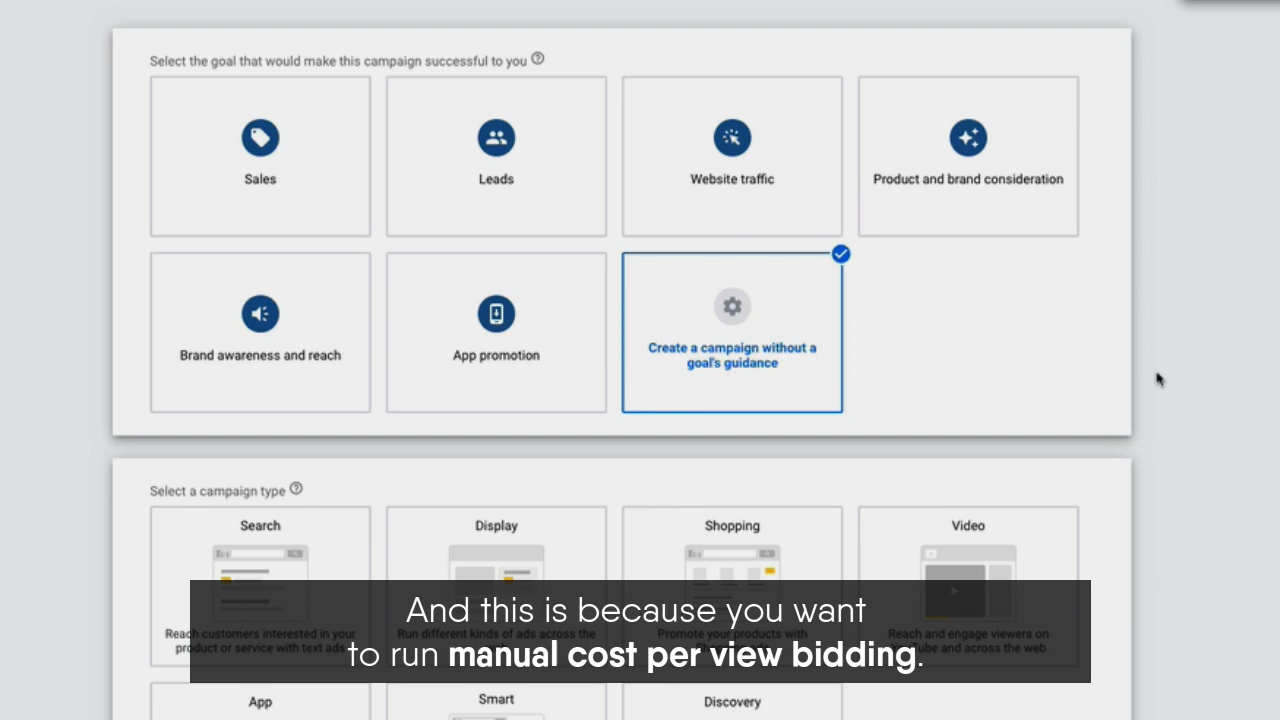 Select the goal that would make this campaign successful to you
Sales
Leads
Website traffic
Product and brand consideration
Brand awareness and reach
App promotion
Create a campaign without a
goal's guidance
Select a campaign type
Search
Display
Shopping
Video
Reach customers interested in your
product or service with text ads
Run different kinds of ads across the
Promote your products with
Reach and engage viewers on
YouTube and across the web
And this is because you want
to run manual cost per view bidding.
App
Smart
Discovery